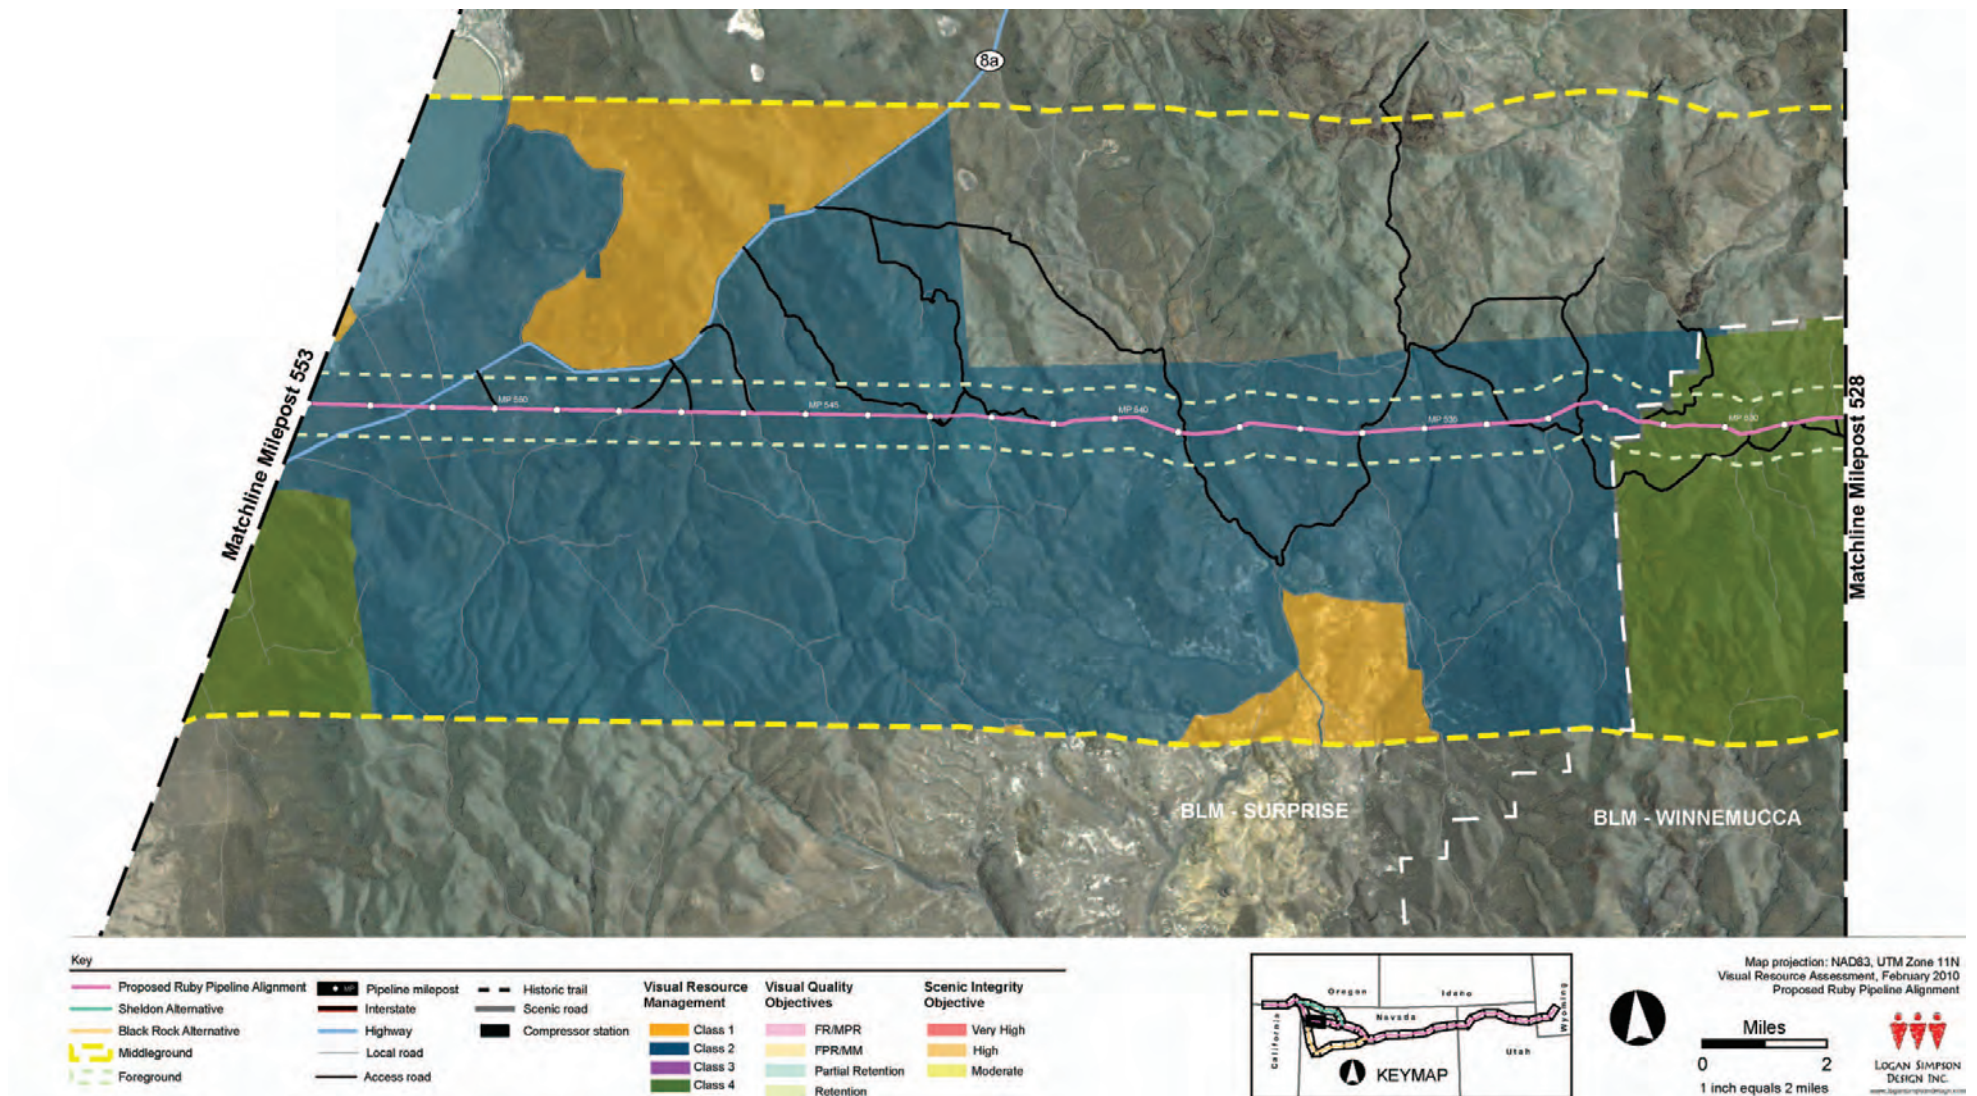 8a
Matchline Milepost 553
Matchline Milepost 528
MP 550
MP 545
MP 540
MP 535
MP 530
BLM - SURPRISE
BLM - WINNEMUCCA
Key
Proposed Ruby Pipeline Alignment
Sheldon Alternative
Black Rock Alternative
Middleground
Foreground
MP
Pipeline milepost
Interstate
Highway
Local road
Access road
Historic trail
Scenic road
Compressor station
Visual Resource
Management
Class 1
Class 2
Class 3
Class 4
Visual Quality
Objectives
FR/MPR
FPR/MM
Partial Retention
Retention
Scenic Integrity
Objective
Very High
High
Moderate
Oregon
Idaho
Wyoming
California
Nevada
Utah
KEYMAP
Map projection: NAD83, UTM Zone 11N
Visual Resource Assessment, February 2010
Proposed Ruby Pipeline Alignment
Miles
0 2
1 inch equals 2 miles
LOGAN SIMPSON
DESIGN INC.
www.logansimpsondesign.com